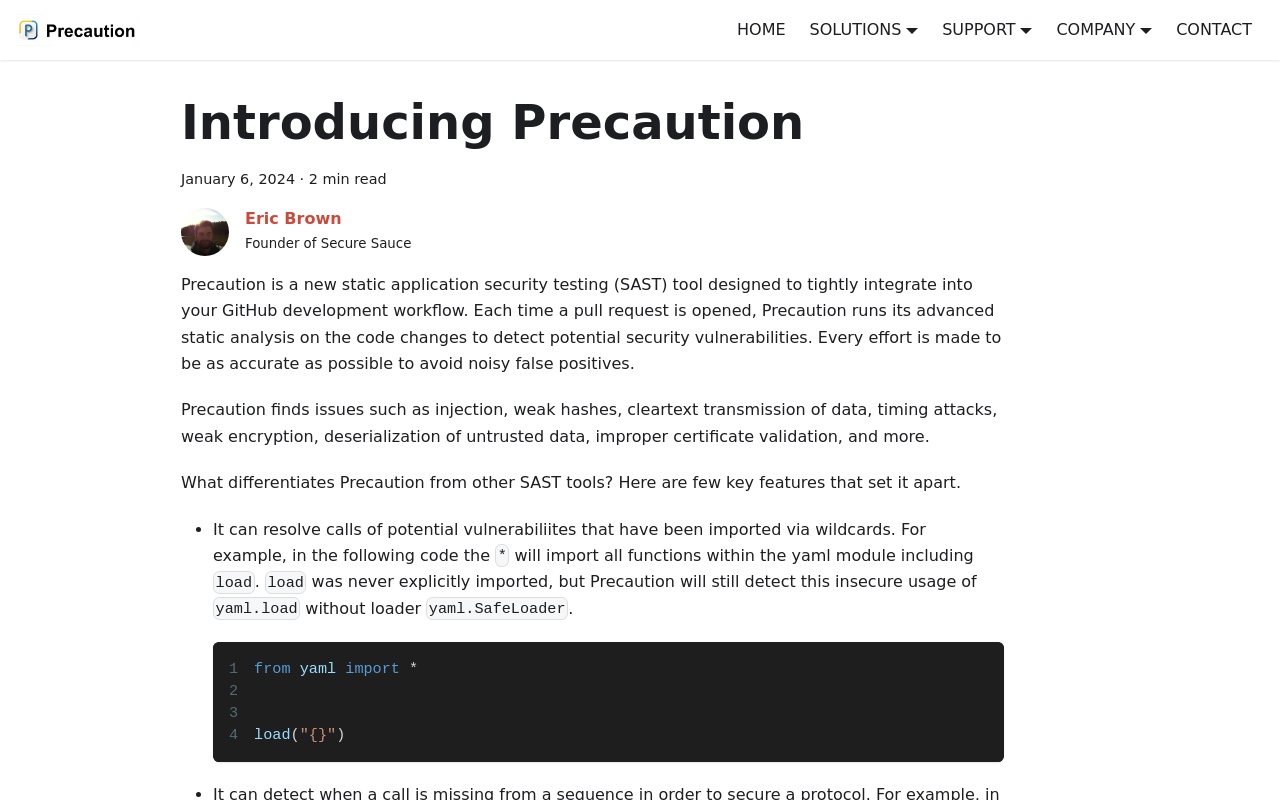 Precaution
HOME
SOLUTIONS
SUPPORT
COMPANY
CONTACT
Introducing Precaution
January 6, 2024 · 2 min read
Eric Brown
Founder of Secure Sauce
Precaution is a new static application security testing (SAST) tool designed to tightly integrate into
your GitHub development workflow. Each time a pull request is opened, Precaution runs its advanced
static analysis on the code changes to detect potential security vulnerabilities. Every effort is made to
be as accurate as possible to avoid noisy false positives.
Precaution finds issues such as injection, weak hashes, cleartext transmission of data, timing attacks,
weak encryption, deserialization of untrusted data, improper certificate validation, and more.
What differentiates Precaution from other SAST tools? Here are few key features that set it apart.
• It can resolve calls of potential vulnerabiliites that have been imported via wildcards. For
example, in the following code the * will import all functions within the yaml module including
load. load was never explicitly imported, but Precaution will still detect this insecure usage of
yaml.load without loader yaml.SafeLoader.
1 from yaml import *
2
3
4 load("{}")
• It can detect when a call is missing from a sequence in order to secure a protocol. For example, in